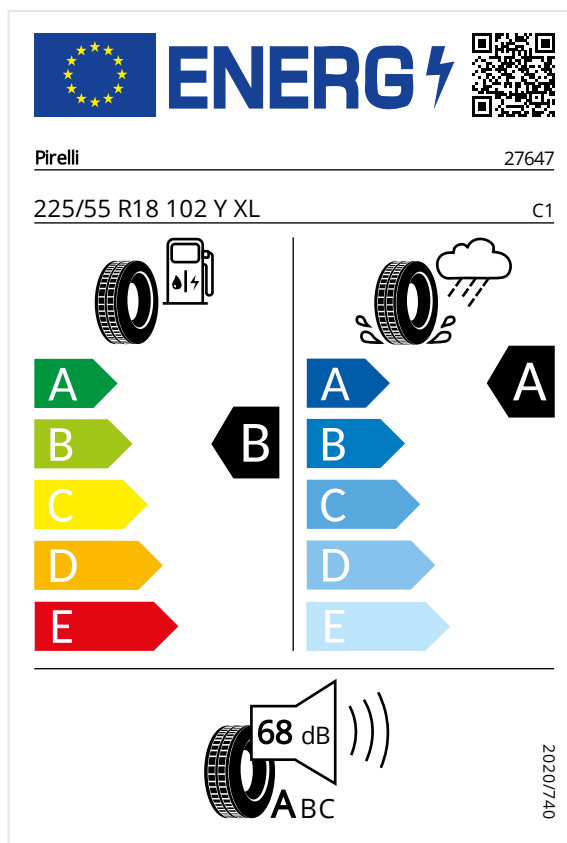 ENERG
Pirelli 27647
225/55 R18 102 Y XL C1
A A A
B B B
C C
D D
E E
68 dB
ABC
2020/740